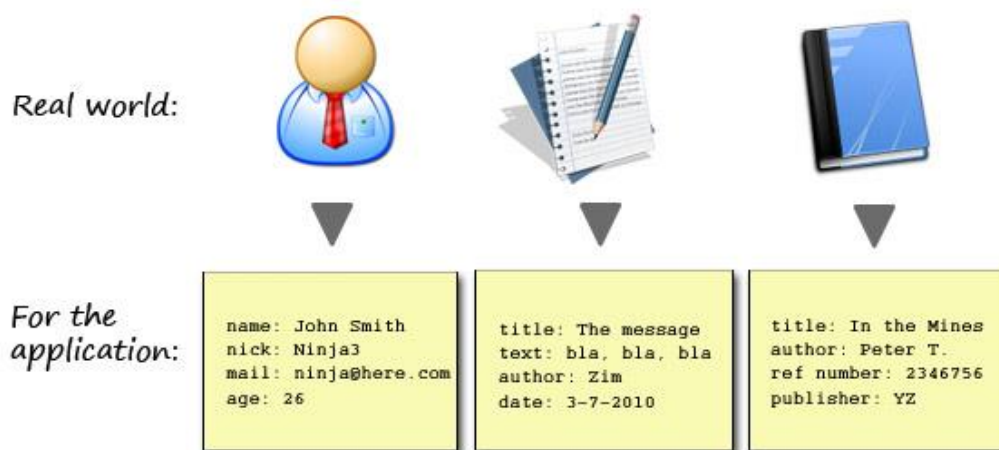 Real world:
For the
application:
name: John Smith
nick: Ninja3
mail: ninja@here.com
age: 26
title: The message
text: bla, bla, bla
author: Zim
date: 3-7-2010
title: In the Mines
author: Peter T.
ref number: 2346756
publisher: YZ